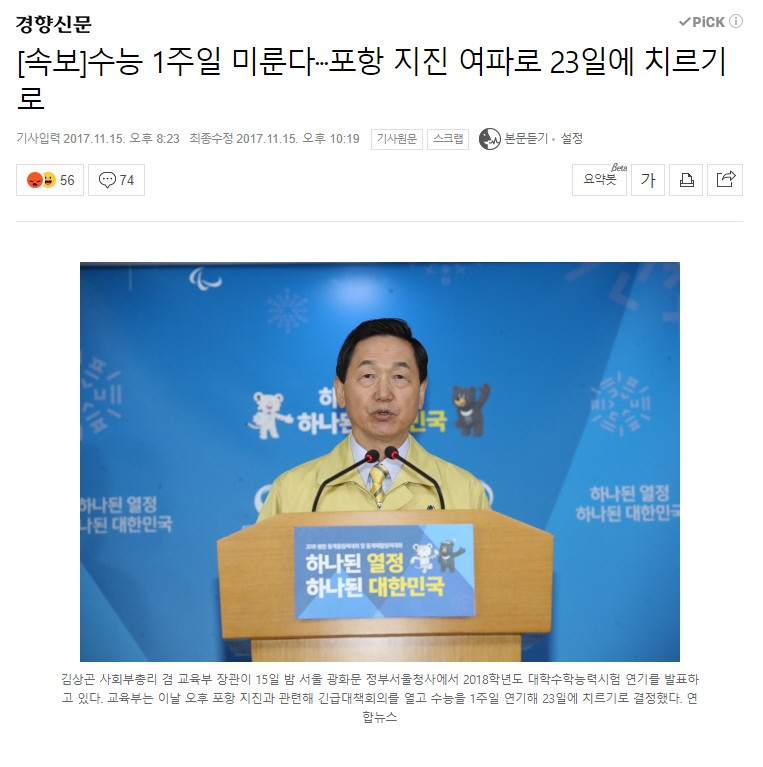 경향신문
PiCK
[속보]수능 1주일 미룬다…포항 지진 여파로 23일에 치르기
로
기사입력 2017.11.15. 오후 8:23 최종수정 2017.11.15. 오후 10:19 기사원문 스크랩 본문듣기 · 설정
56 74 요약봇 Beta 가
하나된 대한민국
하나된 열정
하나된 대한민국
하나된 열정
하나된 대한민국
하나된 열정
하나된 대한민국
김상곤 사회부총리 겸 교육부 장관이 15일 밤 서울 광화문 정부서울청사에서 2018학년도 대학수학능력시험 연기를 발표하
고 있다. 교육부는 이날 오후 포항 지진과 관련해 긴급대책회의를 열고 수능을 1주일 연기해 23일에 치르기로 결정했다. 연
합뉴스